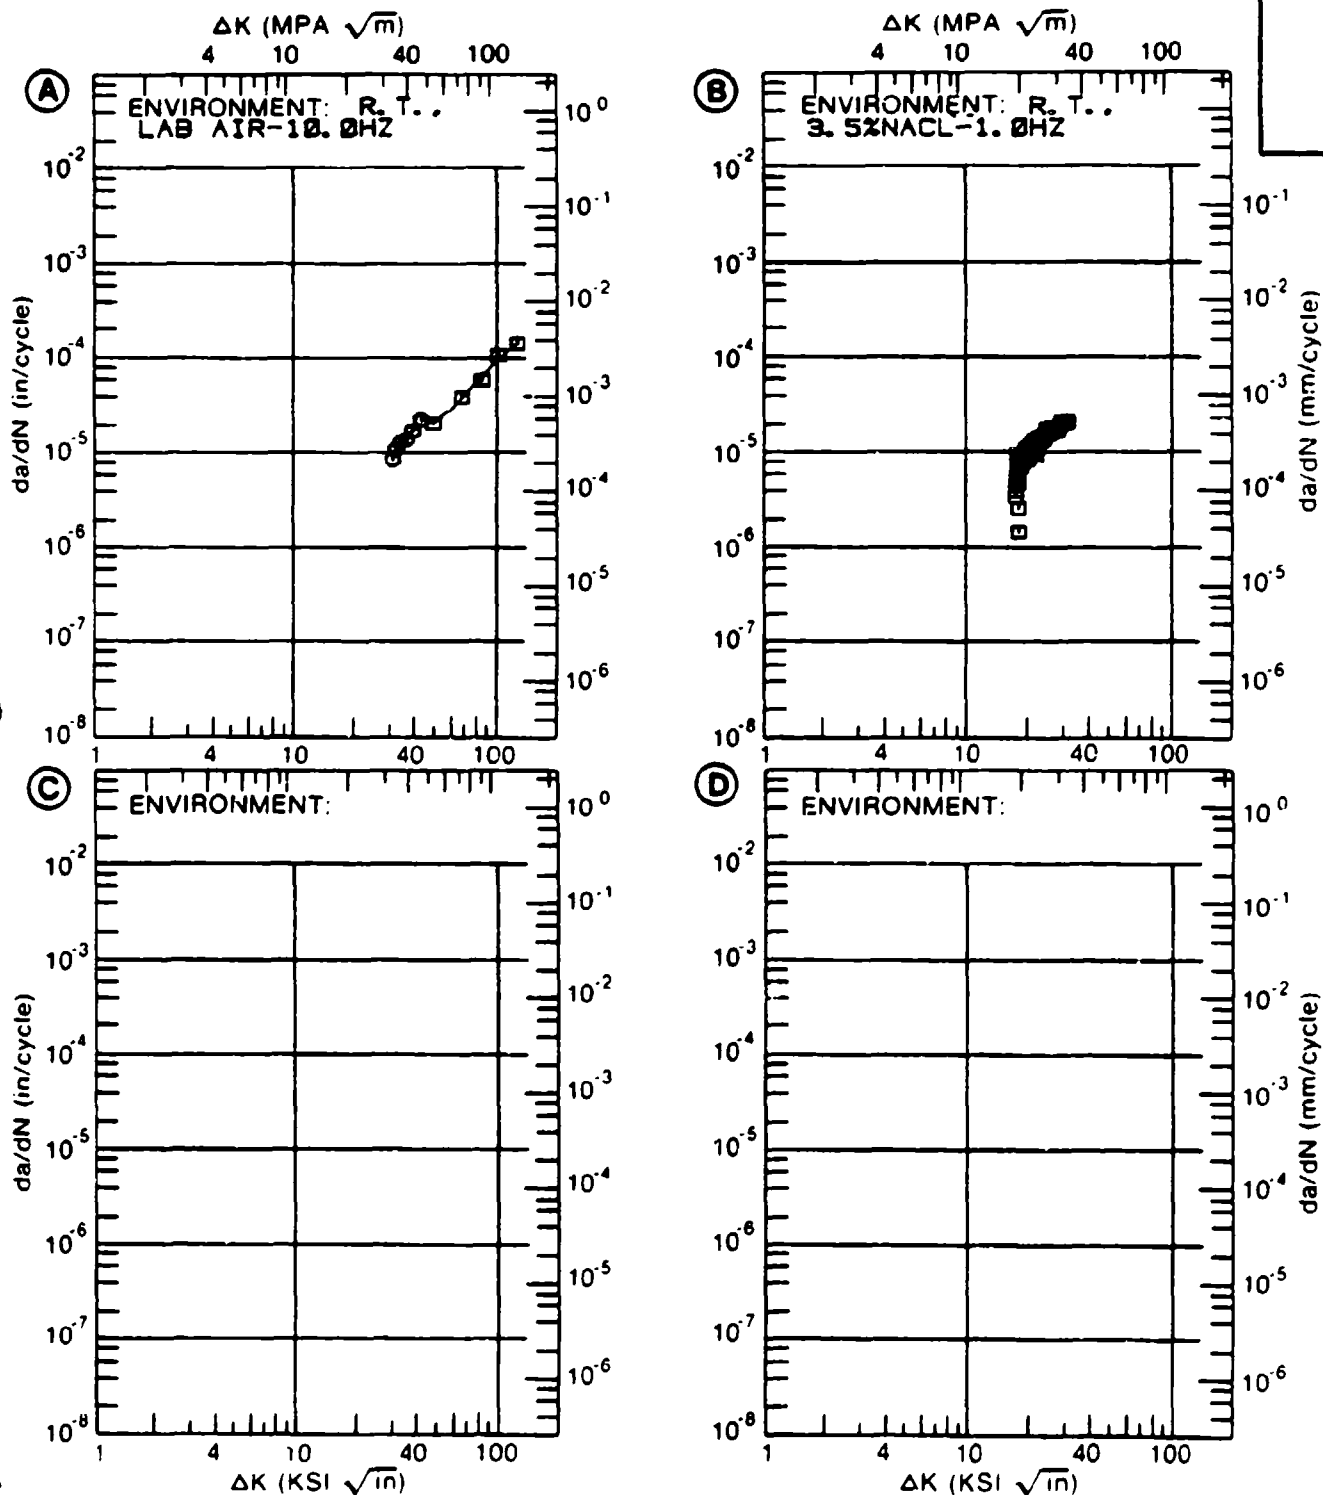 ΔK (MPA √m)
4 10 40 100
ΔK (MPA √m)
4 10 40 100
A
ENVIRONMENT: R.T.,
LAB AIR-10.0HZ
B
ENVIRONMENT: R.T.,
3.5%NACL-1.0HZ
da/dN (in/cycle)
10^-2
10^-3
10^-4
10^-5
10^-6
10^-7
10^-8
10^0
10^-1
10^-2
10^-3
10^-4
10^-5
10^-6
1 4 10 40 100
10^-2
10^-3
10^-4
10^-5
10^-6
10^-7
10^-8
10^-1
10^-2
10^-3
10^-4
10^-5
10^-6
da/dN (mm/cycle)
1 4 10 40 100
C
ENVIRONMENT:
D
ENVIRONMENT:
da/dN (in/cycle)
10^-2
10^-3
10^-4
10^-5
10^-6
10^-7
10^-8
10^0
10^-1
10^-2
10^-3
10^-4
10^-5
10^-6
1 4 10 40 100
ΔK (KSI √in)
10^-2
10^-3
10^-4
10^-5
10^-6
10^-7
10^-8
10^0
10^-1
10^-2
10^-3
10^-4
10^-5
10^-6
da/dN (mm/cycle)
1 4 10 40 100
ΔK (KSI √in)